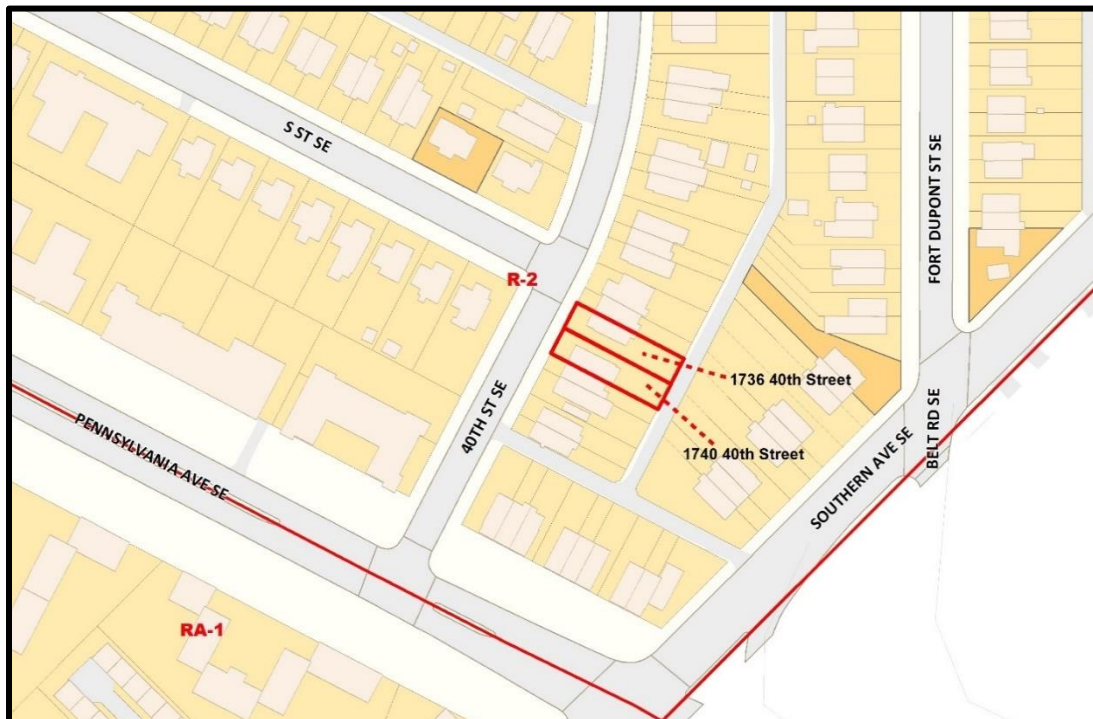 S ST SE
FORT DUPONT ST SE
R-2
1736 40th Street
40TH ST SE
1740 40th Street
PENNSYLVANIA AVE SE
SOUTHERN AVE SE
BELT RD SE
RA-1